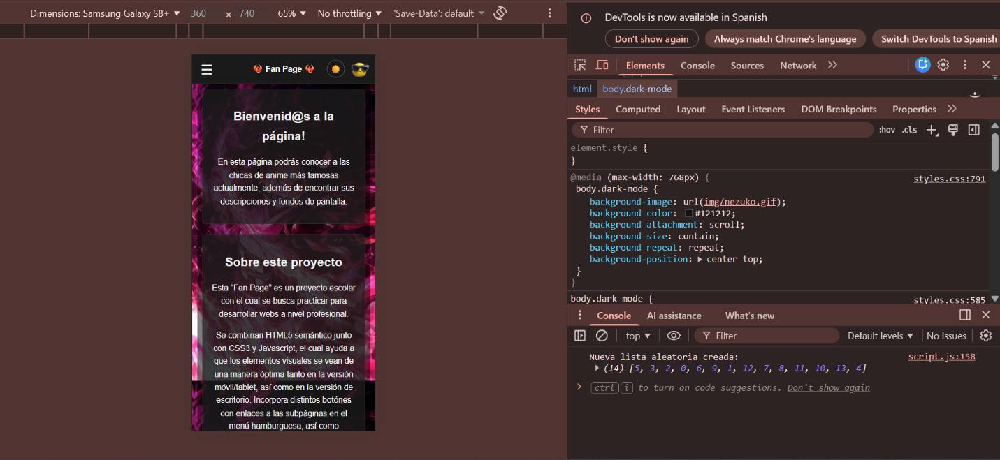 Dimensions: Samsung Galaxy S8+ ▼ 360 × 740 65% ▼ No throttling ▼ 'Save-Data': default ▼
☰ Fan Page
Bienvenid@s a la
página!
En esta página podrás conocer a las
chicas de anime más famosas
actualmente, además de encontrar sus
descripciones y fondos de pantalla.
Sobre este proyecto
Esta "Fan Page" es un proyecto escolar
con el cual se busca practicar para
desarrollar webs a nivel profesional.
Se combinan HTML5 semántico junto
con CSS3 y Javascript, el cual ayuda a
que los elementos visuales se vean de
una manera óptima tanto en la versión
móvil/tablet, así como en la versión de
escritorio. Incorpora distintos botónes
con enlaces a las subpáginas en el
menú hamburguesa, así como
DevTools is now available in Spanish
Don't show again Always match Chrome's language Switch DevTools to Spanish
Elements Console Sources Network
html body.dark-mode
Styles Computed Layout Event Listeners DOM Breakpoints Properties
Filter :hov .cls
element.style {
}
@media (max-width: 768px) { styles.css:791
body.dark-mode {
background-image: url(img/nezuko.gif);
background-color: #121212;
background-attachment: scroll;
background-size: contain;
background-repeat: repeat;
background-position: center top;
}
}
body.dark-mode { styles.css:585
Console AI assistance What's new
top ▼ Filter Default levels ▼ No Issues
Nueva lista aleatoria creada: script.js:158
(14) [5, 3, 2, 0, 6, 9, 1, 12, 7, 8, 11, 10, 13, 4]
ctrl i to turn on code suggestions. Don't show again